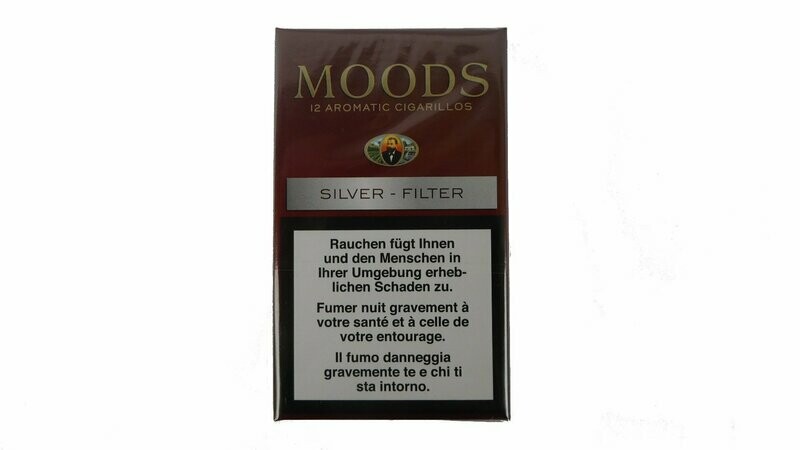 MOODS
12 AROMATIC CIGARILLOS
SILVER - FILTER
Rauchen fügt Ihnen
und den Menschen in
Ihrer Umgebung erheb-
lichen Schaden zu.
Fumer nuit gravement à
votre santé et à celle de
votre entourage.
Il fumo danneggia
gravemente te e chi ti
sta intorno.